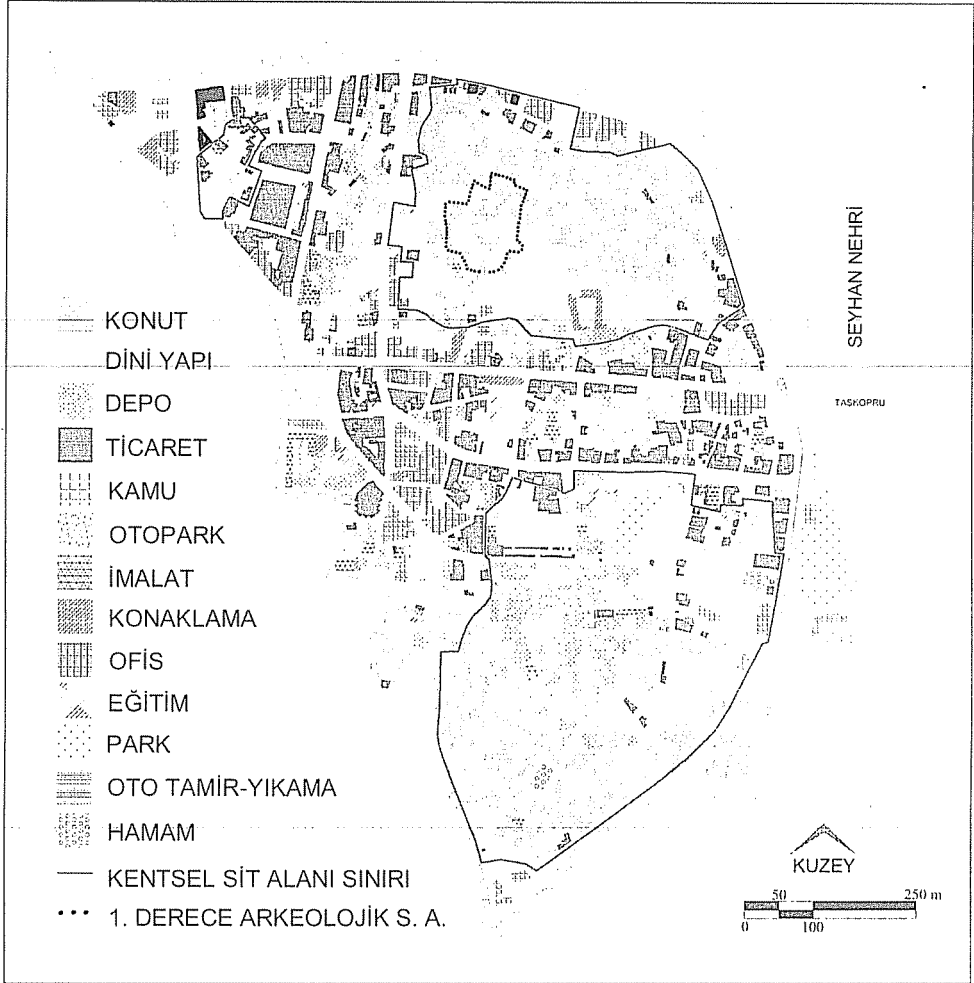 SEYHAN NEHRİ
TAŞKOPRU
KONUT
DİNİ YAPI
DEPO
TİCARET
KAMU
OTOPARK
İMALAT
KONAKLAMA
OFİS
EĞİTİM
PARK
OTO TAMİR-YIKAMA
HAMAM
KENTSEL SİT ALANI SINIRI
1. DERECE ARKEOLOJİK S. A.
KUZEY
50 250 m
0 100